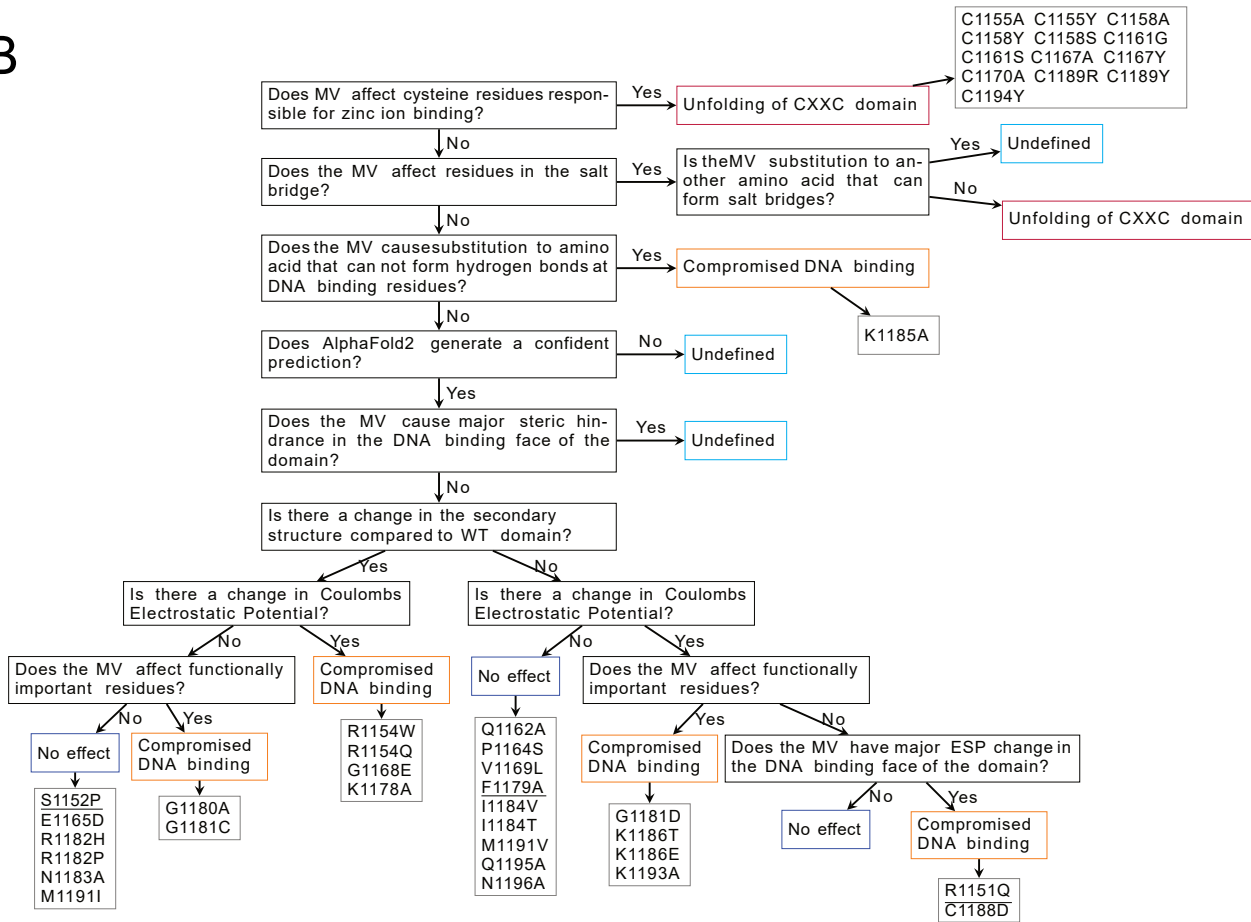 B
C1155A C1155Y C1158A
C1158Y C1158S C1161G
C1161S C1167A C1167Y
C1170A C1189R C1189Y
C1194Y
Does MV affect cysteine residues respon-
sible for zinc ion binding?
Yes
Unfolding of CXXC domain
No
Does the MV affect residues in the salt
bridge?
Yes
Is theMV substitution to an-
other amino acid that can
form salt bridges?
Yes
Undefined
No
Unfolding of CXXC domain
No
Does the MV causesubstitution to amino
acid that can not form hydrogen bonds at
DNA binding residues?
Yes
Compromised DNA binding
K1185A
No
Does AlphaFold2 generate a confident
prediction?
No
Undefined
Yes
Does the MV cause major steric hin-
drance in the DNA binding face of the
domain?
Yes
Undefined
No
Is there a change in the secondary
structure compared to WT domain?
Yes
No
Is there a change in Coulombs
Electrostatic Potential?
No
Yes
Does the MV affect functionally
important residues?
No
Yes
No effect
S1152P
E1165D
R1182H
R1182P
N1183A
M1191I
Compromised
DNA binding
G1180A
G1181C
Compromised
DNA binding
R1154W
R1154Q
G1168E
K1178A
Is there a change in Coulombs
Electrostatic Potential?
No
Yes
No effect
Q1162A
P1164S
V1169L
F1179A
I1184V
I1184T
M1191V
Q1195A
N1196A
Does the MV affect functionally
important residues?
Yes
No
Compromised
DNA binding
G1181D
K1186T
K1186E
K1193A
Does the MV have major ESP change in
the DNA binding face of the domain?
No
Yes
No effect
Compromised
DNA binding
R1151Q
C1188D